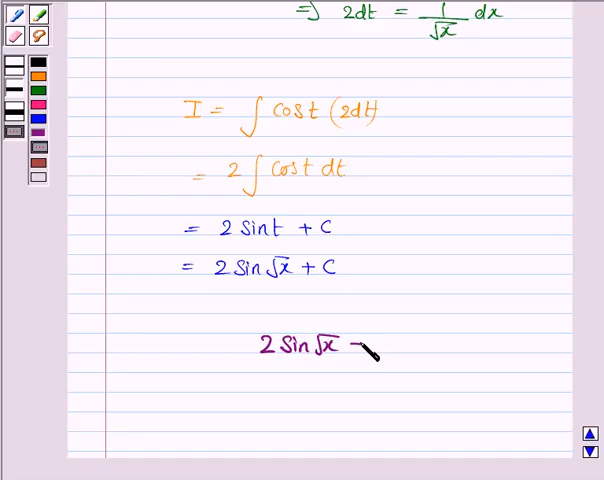 => 2dt = 1/√x dx
I = ∫ cos t (2dt)
= 2 ∫ cos t dt
= 2 sin t + C
= 2 sin √x + C
2 sin √x -